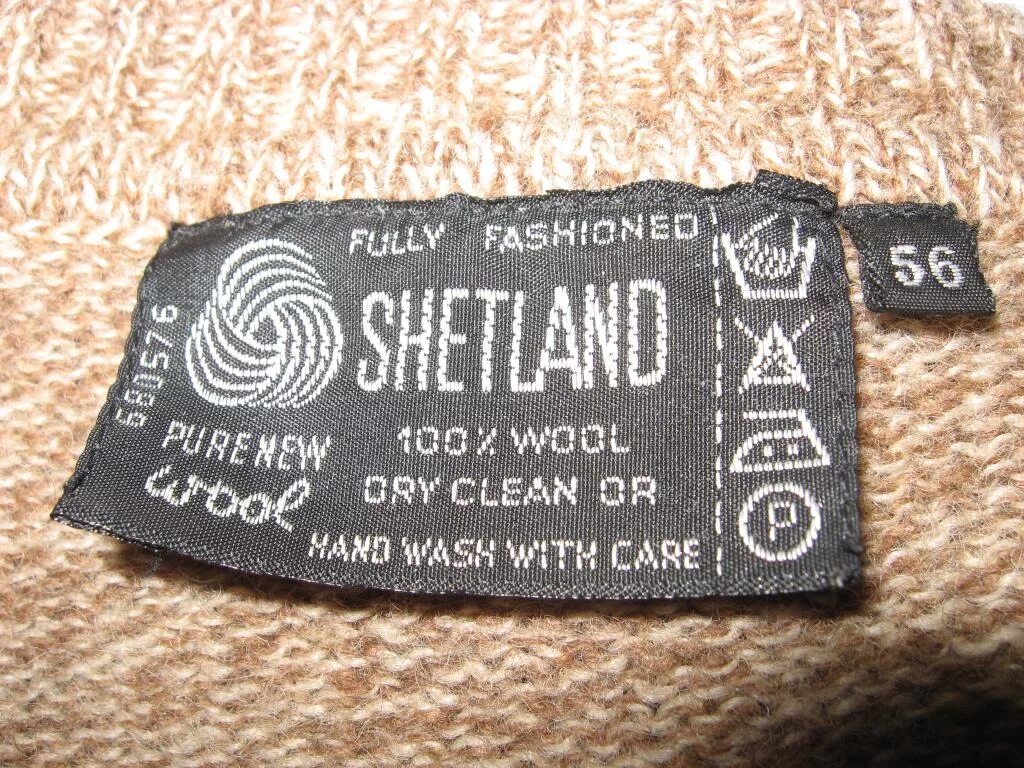 FULLY FASHIONED
SHETLAND
100% WOOL
DRY CLEAN OR
HAND WASH WITH CARE
PURE NEW
wool
P
56